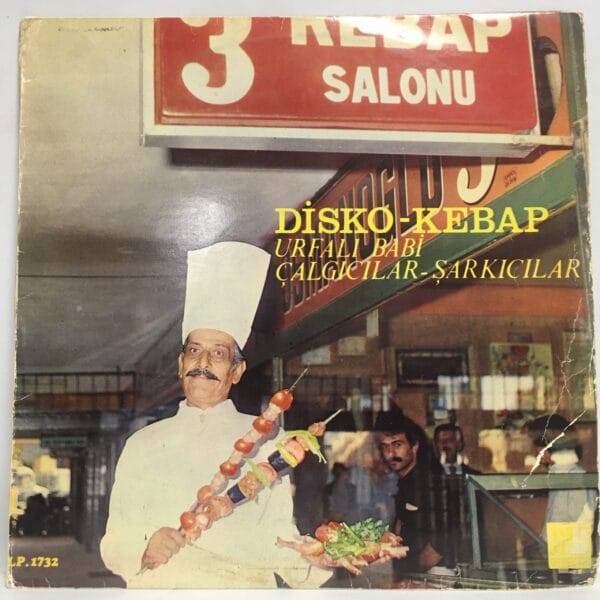 3 KEBAP
SALONU
DİSKO-KEBAP
URFALI BABİ
ÇALGICILAR-ŞARKICILAR
LP.1732